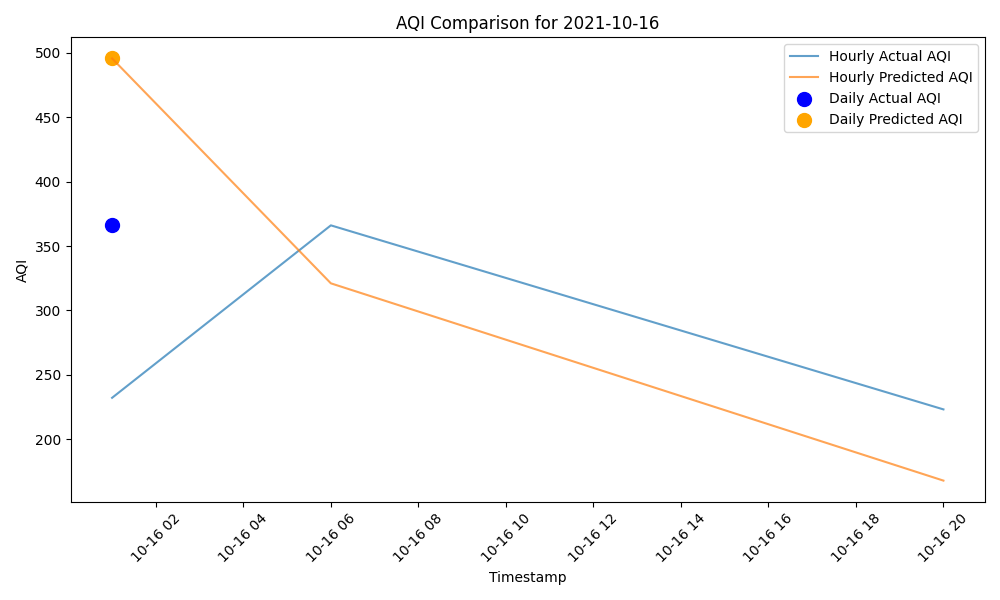 AQI Comparison for 2021-10-16
Hourly Actual AQI
Hourly Predicted AQI
Daily Actual AQI
Daily Predicted AQI
AQI
500
450
400
350
300
250
200
10-16 02
10-16 04
10-16 06
10-16 08
10-16 10
10-16 12
10-16 14
10-16 16
10-16 18
10-16 20
Timestamp